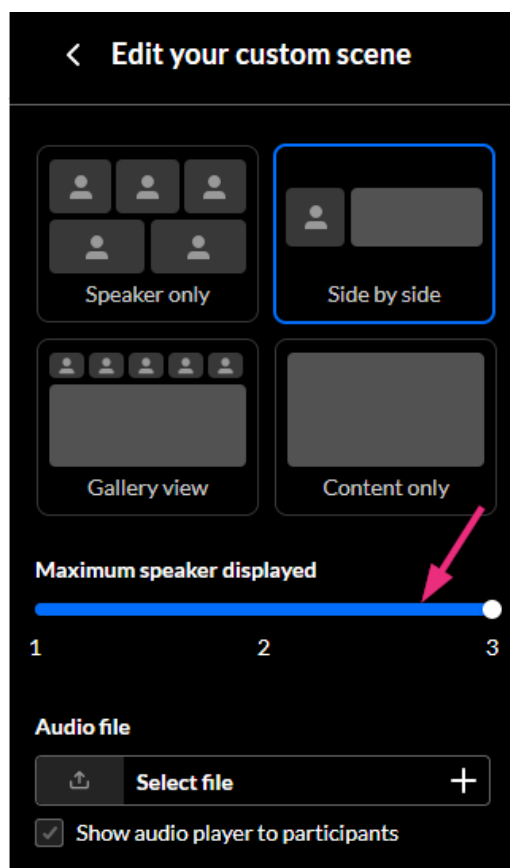 Edit your custom scene
Speaker only
Side by side
Gallery view
Content only
Maximum speaker displayed
1 2 3
Audio file
Select file
Show audio player to participants